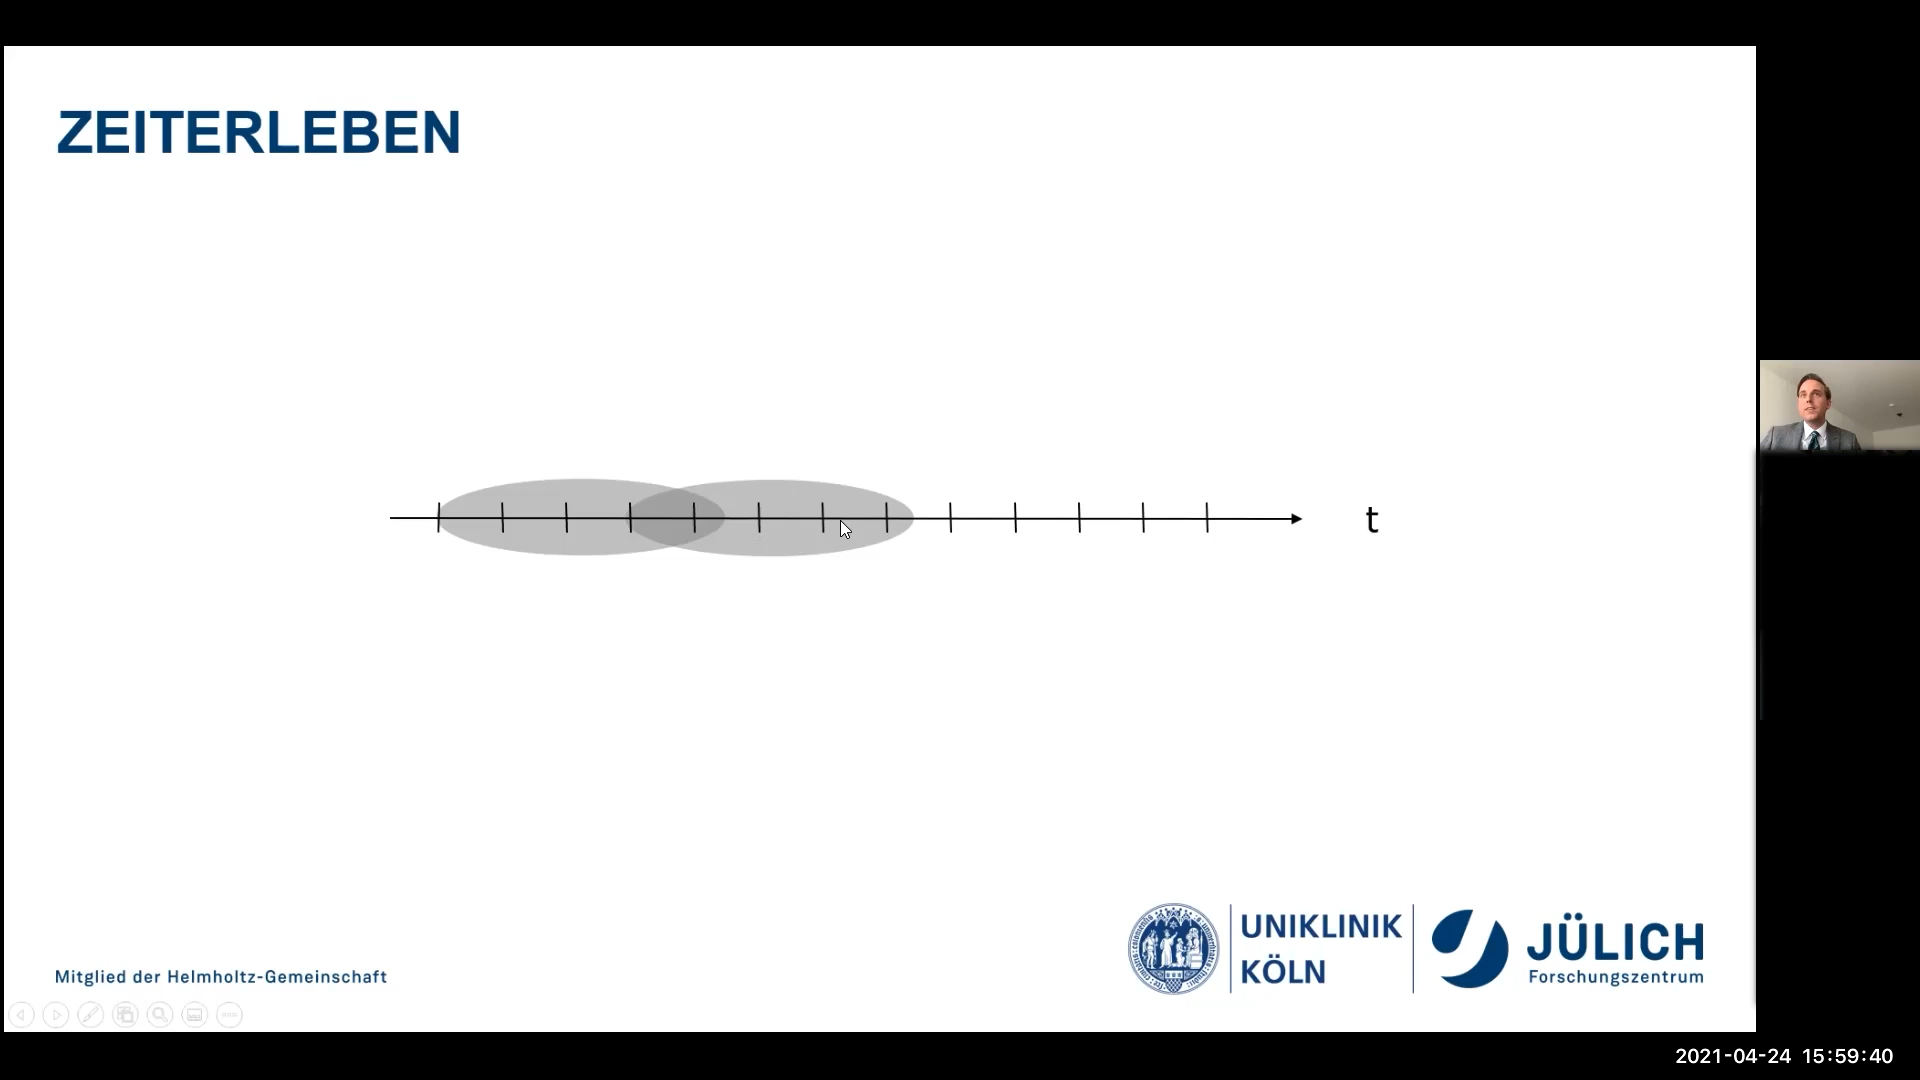 ZEITERLEBEN
t
UNIKLINIK
KÖLN
JÜLICH
Forschungszentrum
Mitglied der Helmholtz-Gemeinschaft
2021-04-24 15:59:40